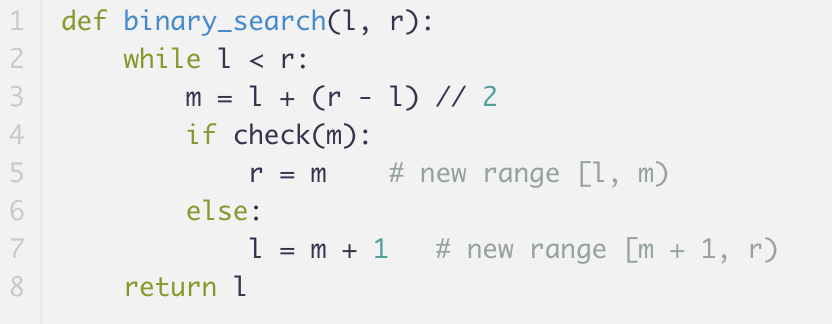 1 def binary_search(l, r):
2     while l < r:
3         m = l + (r - l) // 2
4         if check(m):
5             r = m    # new range [l, m)
6         else:
7             l = m + 1   # new range [m + 1, r)
8     return l